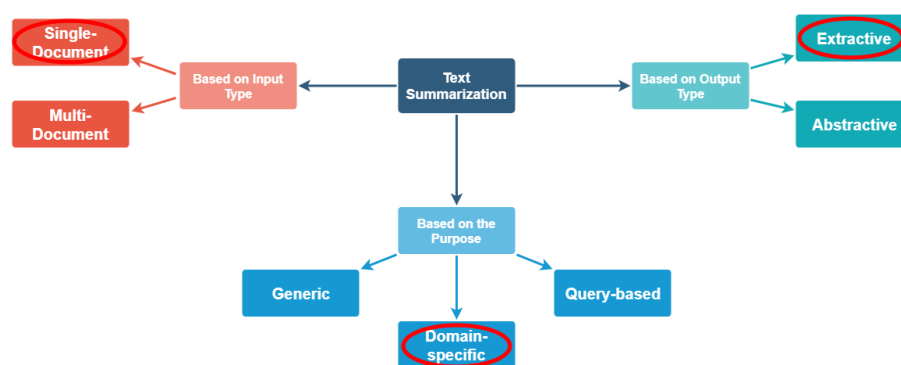 Single-
Document
Extractive
Based on Input
Type
Text
Summarization
Based on Output
Type
Multi-
Document
Abstractive
Based on the
Purpose
Generic
Query-based
Domain-
specific